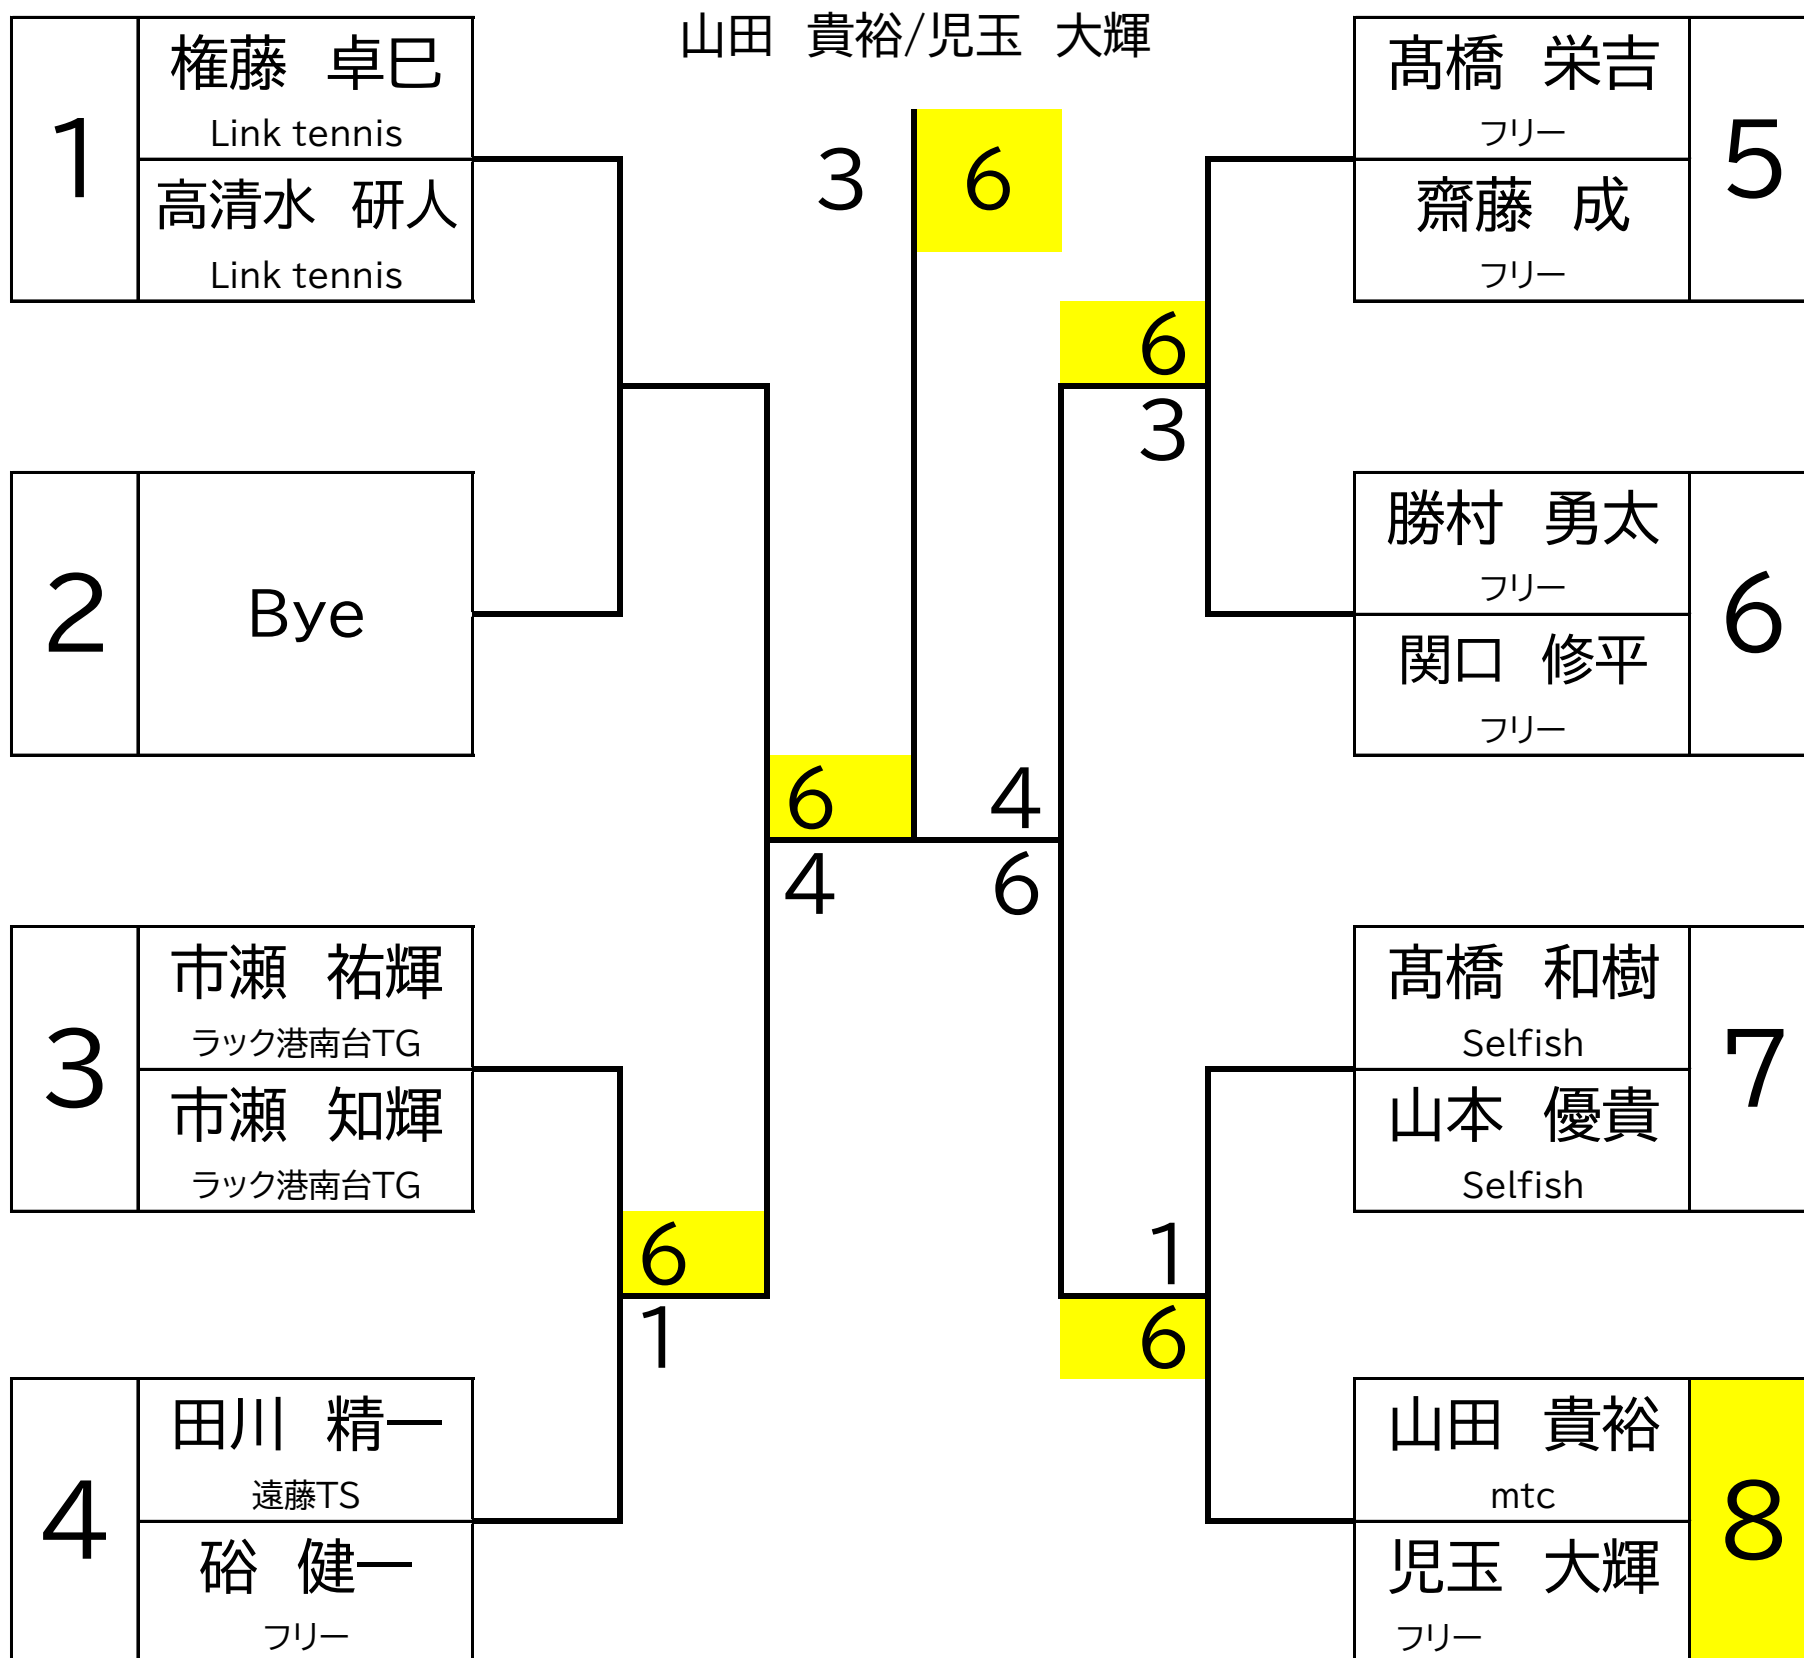 山田　貴裕/児玉　大輝
3 6
1
権藤　卓巳
Link tennis
高清水　研人
Link tennis
2
Bye
3
市瀬　祐輝
ラック港南台TG
市瀬　知輝
ラック港南台TG
4
田川　精一
遠藤TS
硲　健一
フリー
6
1
6
4
4
6
6
3
1
6
髙橋　栄吉
フリー
齋藤　成
フリー
5
勝村　勇太
フリー
関口　修平
フリー
6
髙橋　和樹
Selfish
山本　優貴
Selfish
7
山田　貴裕
mtc
児玉　大輝
フリー
8